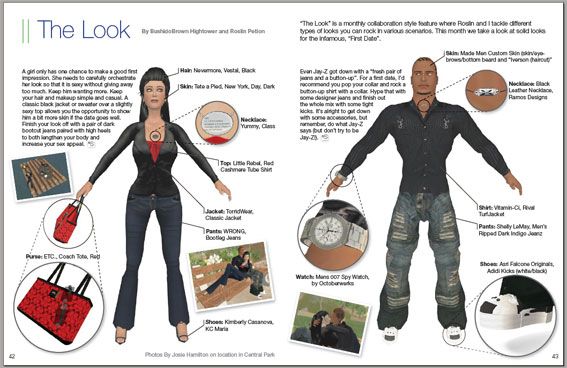 The Look
By BushidoBrown Hightower and Roslin Petion
A girl only has one chance to make a good first
impression. She needs to carefully orchestrate
her look so that it is sexy without giving away
too much. Keep him wanting more. Keep
your hair and makeup simple and casual. A
classic black jacket or sweater over a slightly
sexy top allows you the opportunity to show
him a bit more skin if the date goes well.
Finish your look off with a pair of dark
bootcut jeans paired with high heels
to both lengthen your body and
increase your sex appeal.
Hair: Nevermore, Vestal, Black
Skin: Tete a Pied, New York, Day, Dark
Necklace:
Yummy, Class
Top: Little Rebel, Red
Cashmere Tube Shirt
Jacket: TorridWear,
Classic Jacket
Pants: WRONG,
Bootleg Jeans
Purse: ETC., Coach Tote, Red
Shoes: Kimberly Casanova,
KC Maria
42
Photos By Josie Hamilton on location in Central Park
"The Look" is a monthly collaboration style feature where Roslin and I tackle different
types of looks you can rock in various scenarios. This month we take a look at solid looks
for the infamous, "First Date".
Even Jay-Z got down with a "fresh pair of
jeans and a button-up". For a first date, I'd
recommend you pop your collar and rock a
button-up shirt with a collar. Hype that with
some designer jeans and finish out
the whole mix with some tight
kicks. It's alright to get down
with some accessories, but
remember, do what Jay-Z
says (but don't try to be
Jay-Z!).
Skin: Made Men Custom Skin (skin/eye-
brows/bottom beard and "Iverson (haircut)"
Necklace: Black
Leather Necklace,
Ramos Designs
Shirt: Vitamin-Ci, Rival
TurfJacket
Pants: Shelly LeMay, Men's
Ripped Dark Indigo Jeanz
Watch: Mens 007 Spy Watch,
by Octoberwerks
Shoes: Asri Falcone Originals,
Adidi Kicks (white/black)
43